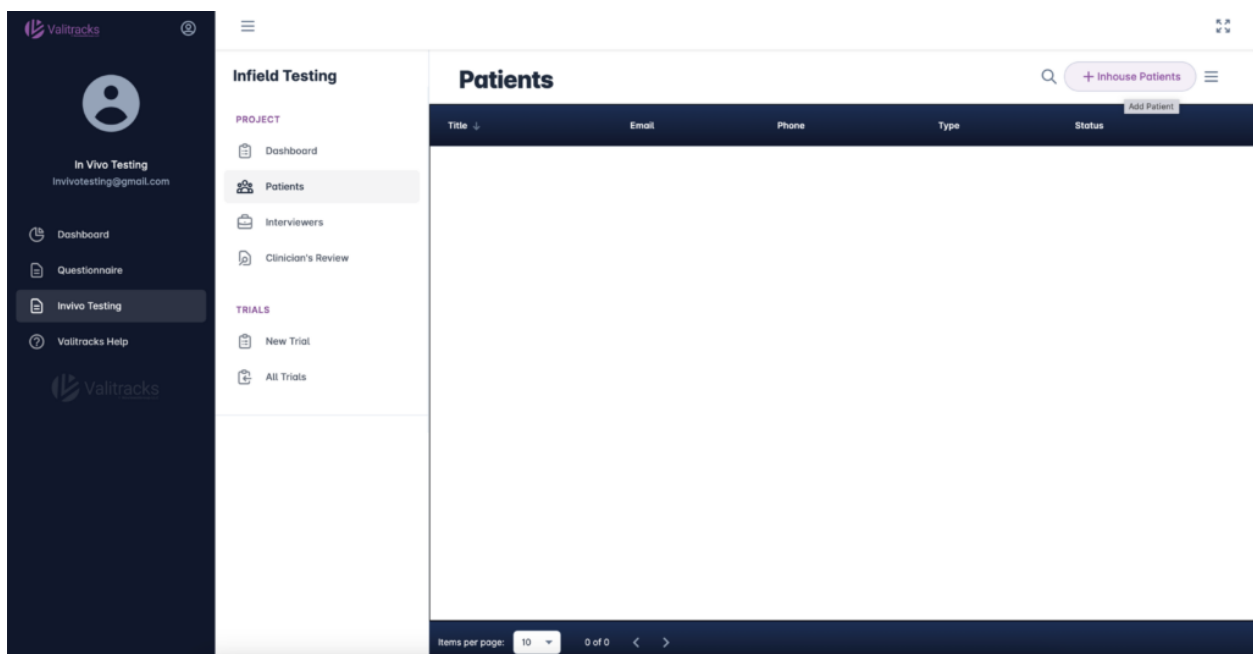 Valitracks
In Vivo Testing
Invivotesting@gmail.com
Dashboard
Questionnaire
Invivo Testing
Valitracks Help
Valitracks
Infield Testing
PROJECT
Dashboard
Patients
Interviewers
Clinician's Review
TRIALS
New Trial
All Trials
Patients
+ Inhouse Patients
Add Patient
Title ↓ Email Phone Type Status
Items per page: 10 0 of 0